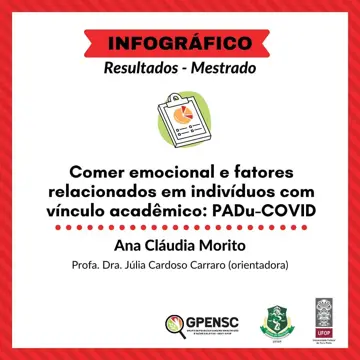 INFOGRÁFICO
Resultados - Mestrado
Comer emocional e fatores
relacionados em indivíduos com
vínculo acadêmico: PADu-COVID
Ana Cláudia Morito
Profa. Dra. Júlia Cardoso Carraro (orientadora)
GPENSC
UFOP